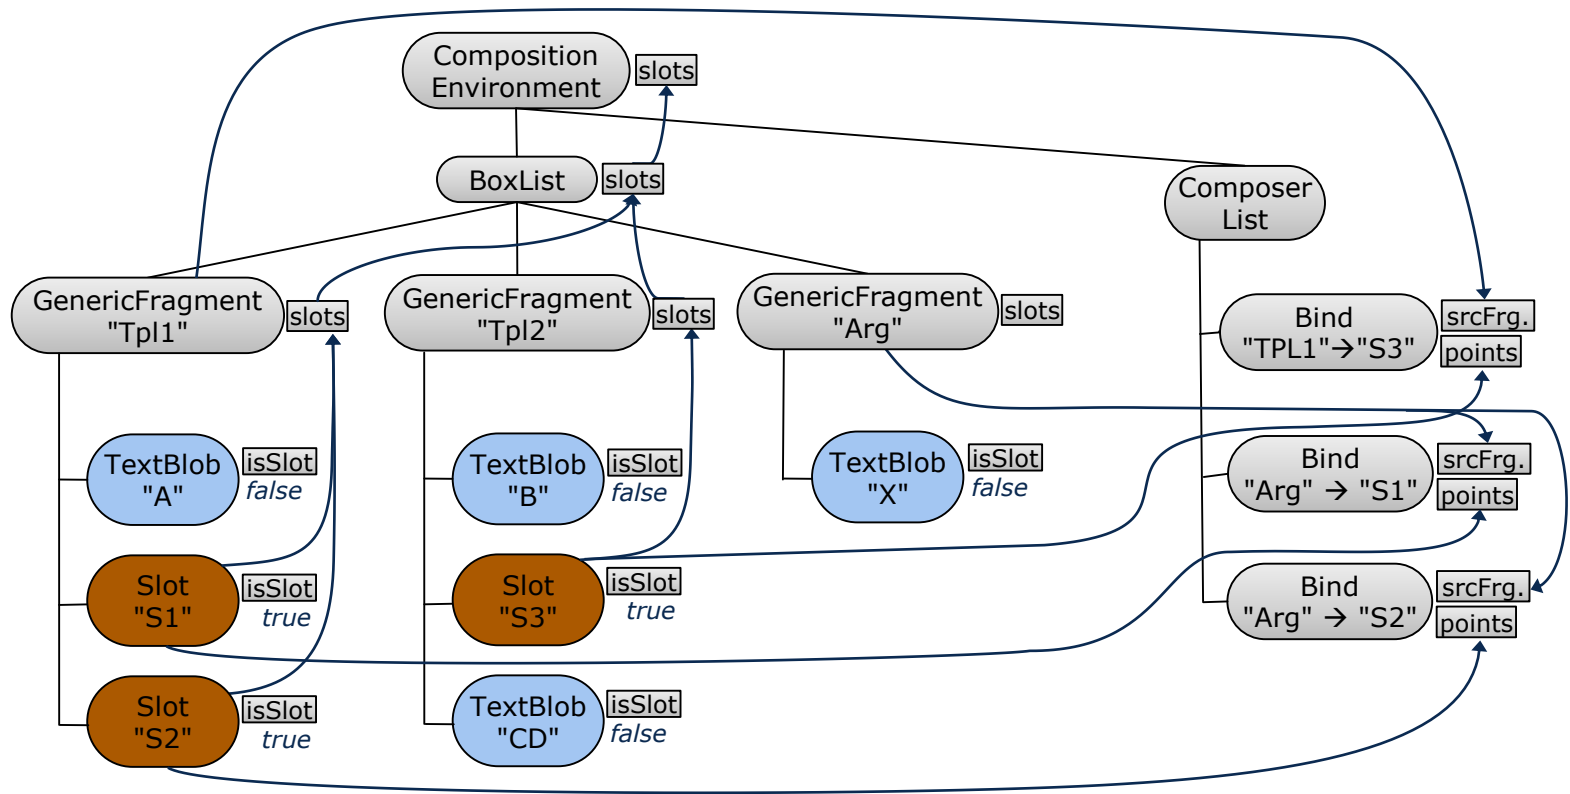 Composition
Environment
slots
BoxList
slots
Composer
List
GenericFragment
"Tpl1"
slots
GenericFragment
"Tpl2"
slots
GenericFragment
"Arg"
slots
Bind
"TPL1"→"S3"
srcFrg.
points
TextBlob
"A"
isSlot
false
TextBlob
"B"
isSlot
false
TextBlob
"X"
isSlot
false
Bind
"Arg" → "S1"
srcFrg.
points
Slot
"S1"
isSlot
true
Slot
"S3"
isSlot
true
Bind
"Arg" → "S2"
srcFrg.
points
Slot
"S2"
isSlot
true
TextBlob
"CD"
isSlot
false